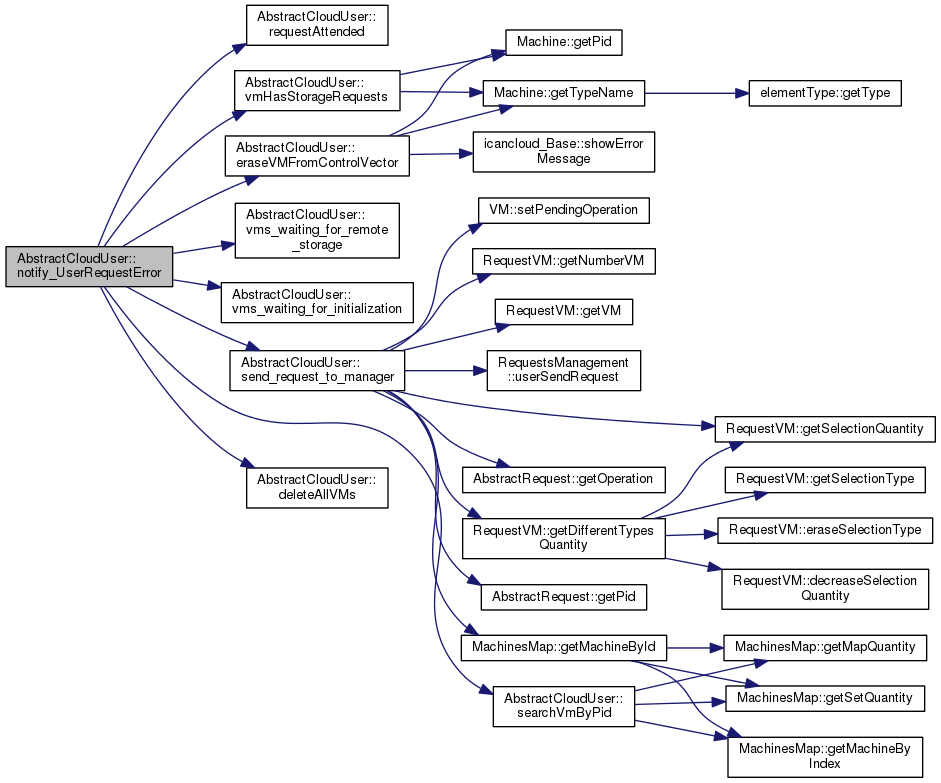 AbstractCloudUser::
requestAttended
Machine::getPid
AbstractCloudUser::
vmHasStorageRequests
Machine::getTypeName
elementType::getType
AbstractCloudUser::
eraseVMFromControlVector
icancloud_Base::showError
Message
AbstractCloudUser::
vms_waiting_for_remote
_storage
VM::setPendingOperation
AbstractCloudUser::
notify_UserRequestError
RequestVM::getNumberVM
AbstractCloudUser::
vms_waiting_for_initialization
RequestVM::getVM
AbstractCloudUser::
send_request_to_manager
RequestsManagement
::userSendRequest
RequestVM::getSelectionQuantity
AbstractCloudUser::
deleteAllVMs
AbstractRequest::getOperation
RequestVM::getSelectionType
RequestVM::getDifferentTypes
Quantity
RequestVM::eraseSelectionType
RequestVM::decreaseSelection
Quantity
AbstractRequest::getPid
MachinesMap::getMachineById
MachinesMap::getMapQuantity
AbstractCloudUser::
searchVmByPid
MachinesMap::getSetQuantity
MachinesMap::getMachineBy
Index